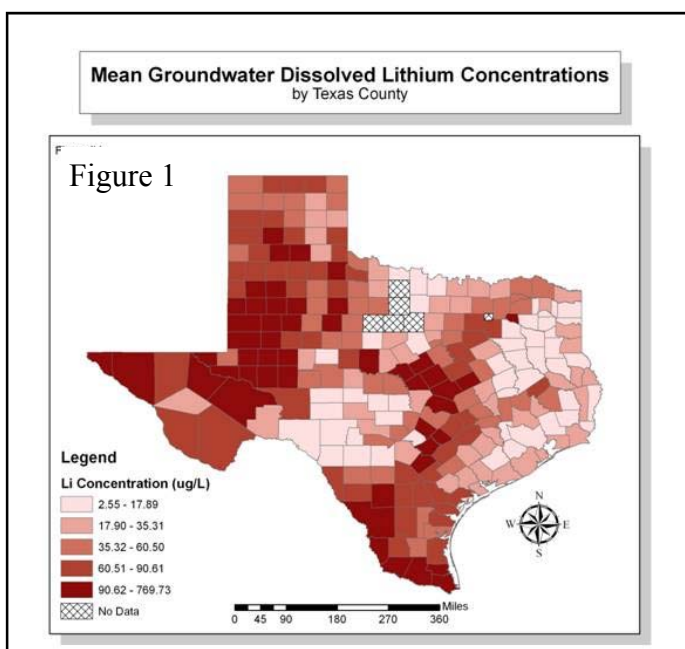 Mean Groundwater Dissolved Lithium Concentrations
by Texas County
Figure 1
Legend
Li Concentration (ug/L)
2.55 - 17.89
17.90 - 35.31
35.32 - 60.50
60.51 - 90.61
90.62 - 769.73
No Data
N
W E
S
Miles
0 45 90 180 270 360